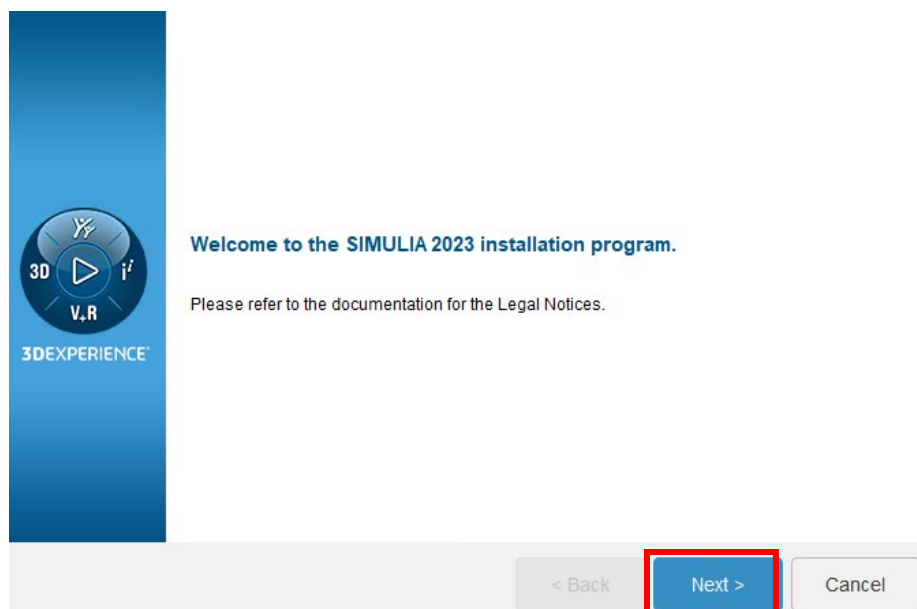 Welcome to the SIMULIA 2023 installation program.
3D
i
V+R
Please refer to the documentation for the Legal Notices.
3DEXPERIENCE
< Back Next > Cancel